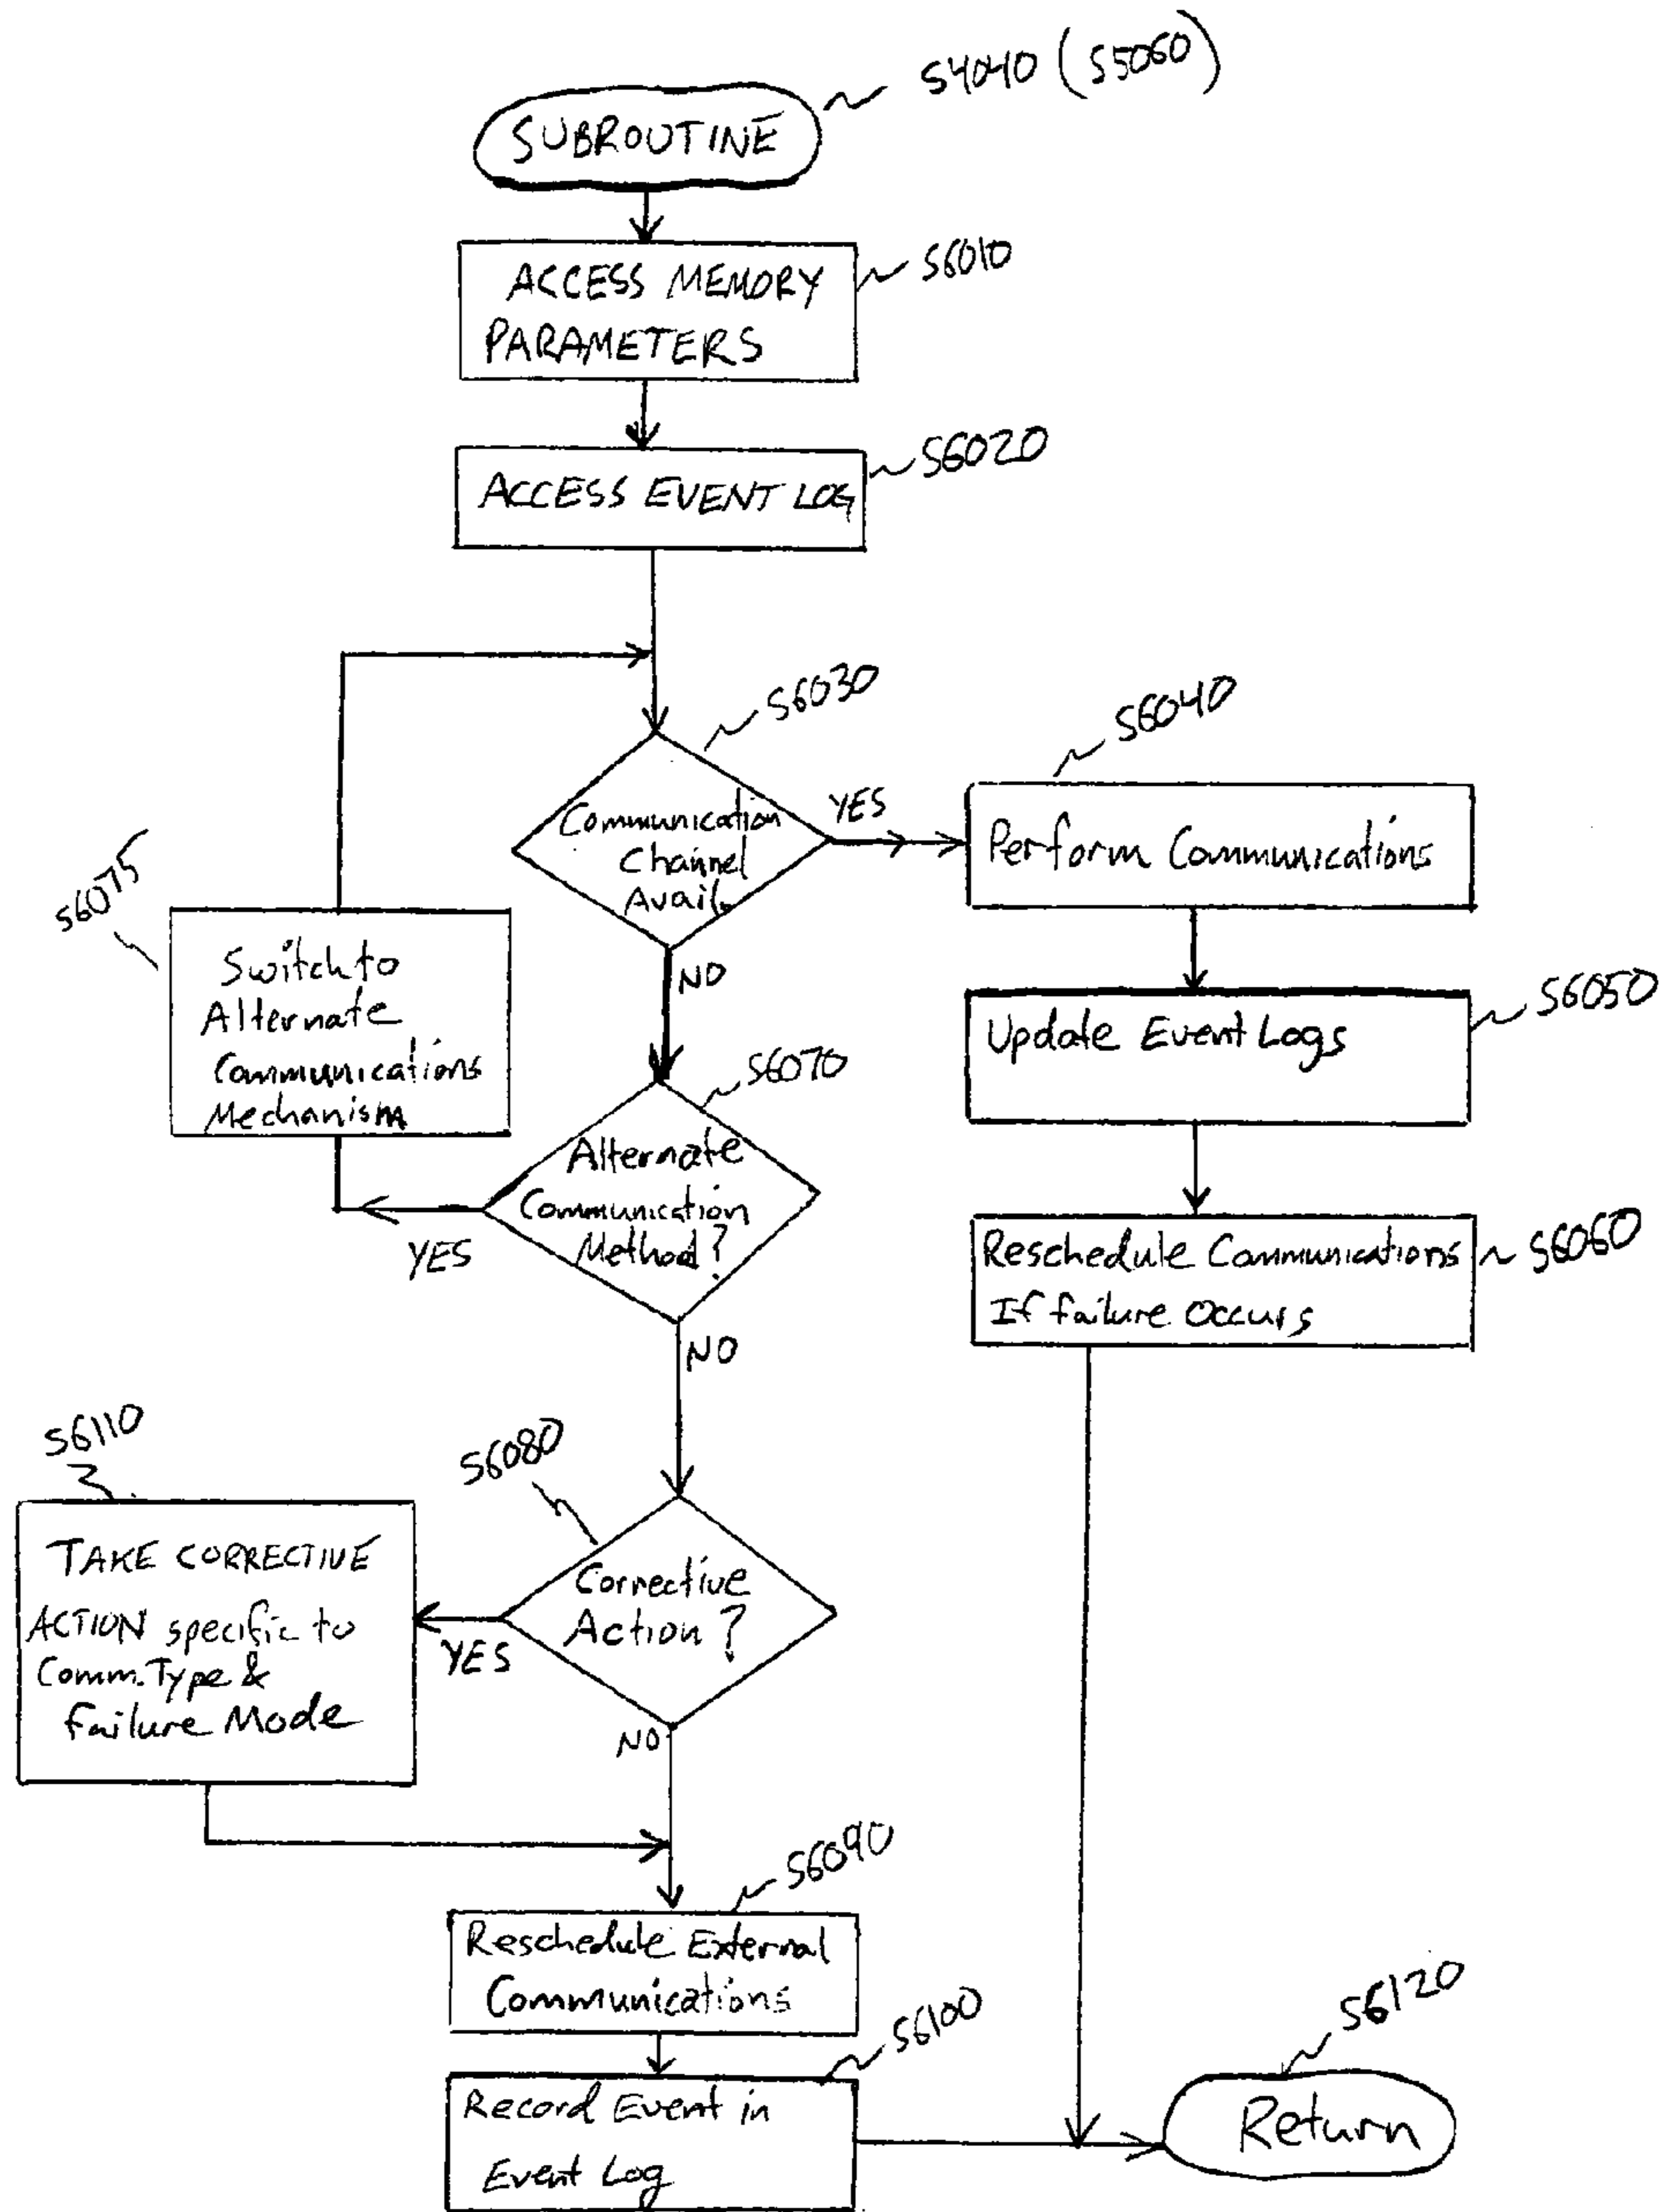 S4040 (S5060)
SUBROUTINE
S6010
ACCESS MEMORY
PARAMETERS
S6020
ACCESS EVENT LOG
S6030
S6040
Communication
Channel
Avail.
YES
Perform Communications
S6075
Switch to
Alternate
Communications
Mechanism
NO
S6050
Update Event Logs
S6070
Alternate
Communication
Method?
YES
S6060
Reschedule Communications
If failure Occurs
NO
S6110
S6080
TAKE CORRECTIVE
ACTION specific to
Comm. Type &
Failure Mode
Corrective
Action?
YES
NO
S6090
Reschedule External
Communications
S6100
S6120
Record Event in
Event Log
Return